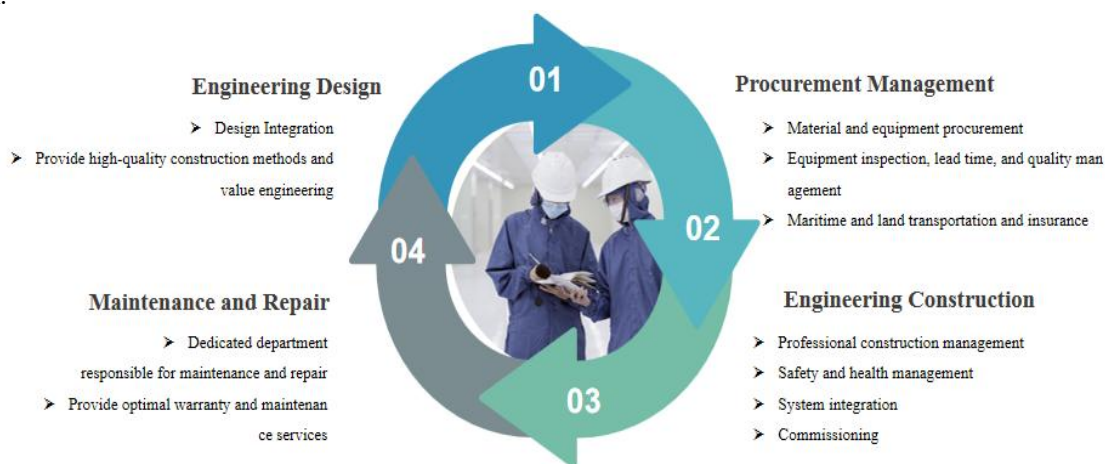 .
01
Engineering Design
➤ Design Integration
➤ Provide high-quality construction methods and
value engineering
02
Procurement Management
➤ Material and equipment procurement
➤ Equipment inspection, lead time, and quality man
agement
➤ Maritime and land transportation and insurance
03
Engineering Construction
➤ Professional construction management
➤ Safety and health management
➤ System integration
➤ Commissioning
04
Maintenance and Repair
➤ Dedicated department
responsible for maintenance and repair
➤ Provide optimal warranty and maintenan
ce services